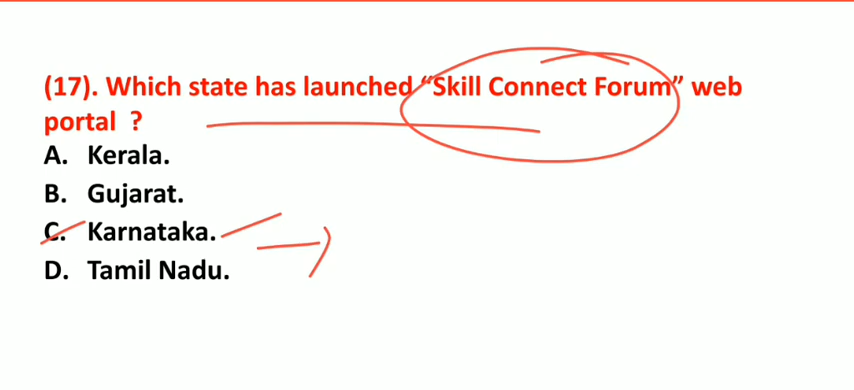 (17). Which state has launched “Skill Connect Forum” web
portal ?
A. Kerala.
B. Gujarat.
C. Karnataka.
D. Tamil Nadu.